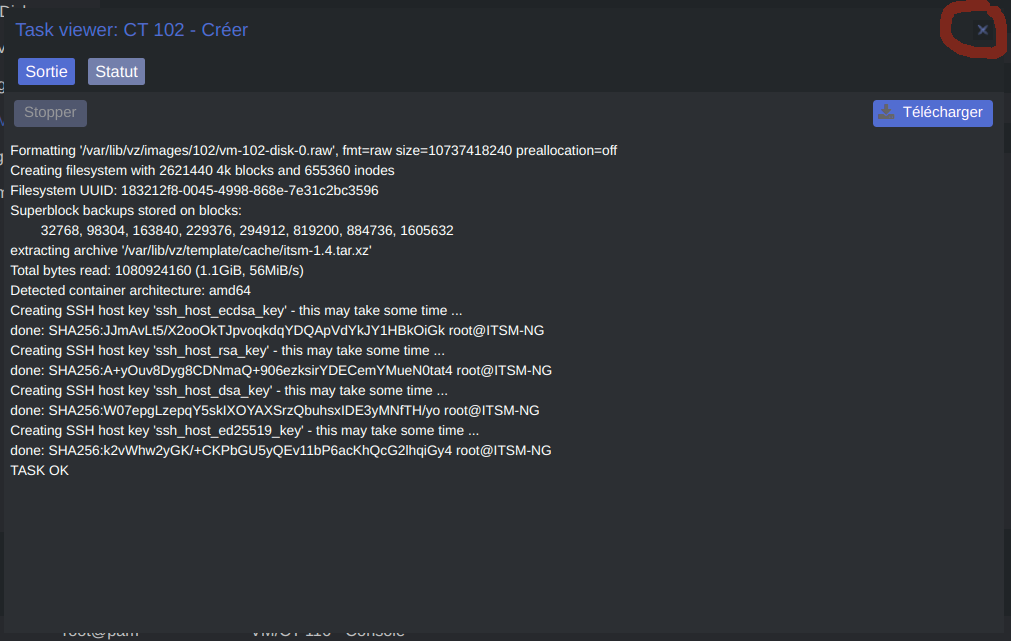 Task viewer: CT 102 - Créer
Sortie
Statut
Stopper
Télécharger
Formatting '/var/lib/vz/images/102/vm-102-disk-0.raw', fmt=raw size=10737418240 preallocation=off
Creating filesystem with 2621440 4k blocks and 655360 inodes
Filesystem UUID: 183212f8-0045-4998-868e-7e31c2bc3596
Superblock backups stored on blocks:
32768, 98304, 163840, 229376, 294912, 819200, 884736, 1605632
extracting archive '/var/lib/vz/template/cache/itsm-1.4.tar.xz'
Total bytes read: 1080924160 (1.1GiB, 56MiB/s)
Detected container architecture: amd64
Creating SSH host key 'ssh_host_ecdsa_key' - this may take some time ...
done: SHA256:JJmAvLt5/X2ooOkTJpvoqkdqYDQApVdYkJY1HBkOiGk root@ITSM-NG
Creating SSH host key 'ssh_host_rsa_key' - this may take some time ...
done: SHA256:A+yOuv8Dyg8CDNmaQ+906ezksirYDECemYMueN0tat4 root@ITSM-NG
Creating SSH host key 'ssh_host_dsa_key' - this may take some time ...
done: SHA256:W07epgLzepqY5skIXOYAXSrzQbuhsxIDE3yMNfTH/yo root@ITSM-NG
Creating SSH host key 'ssh_host_ed25519_key' - this may take some time ...
done: SHA256:k2vWhw2yGK/+CKPbGU5yQEv11bP6acKhQcG2lhqiGy4 root@ITSM-NG
TASK OK